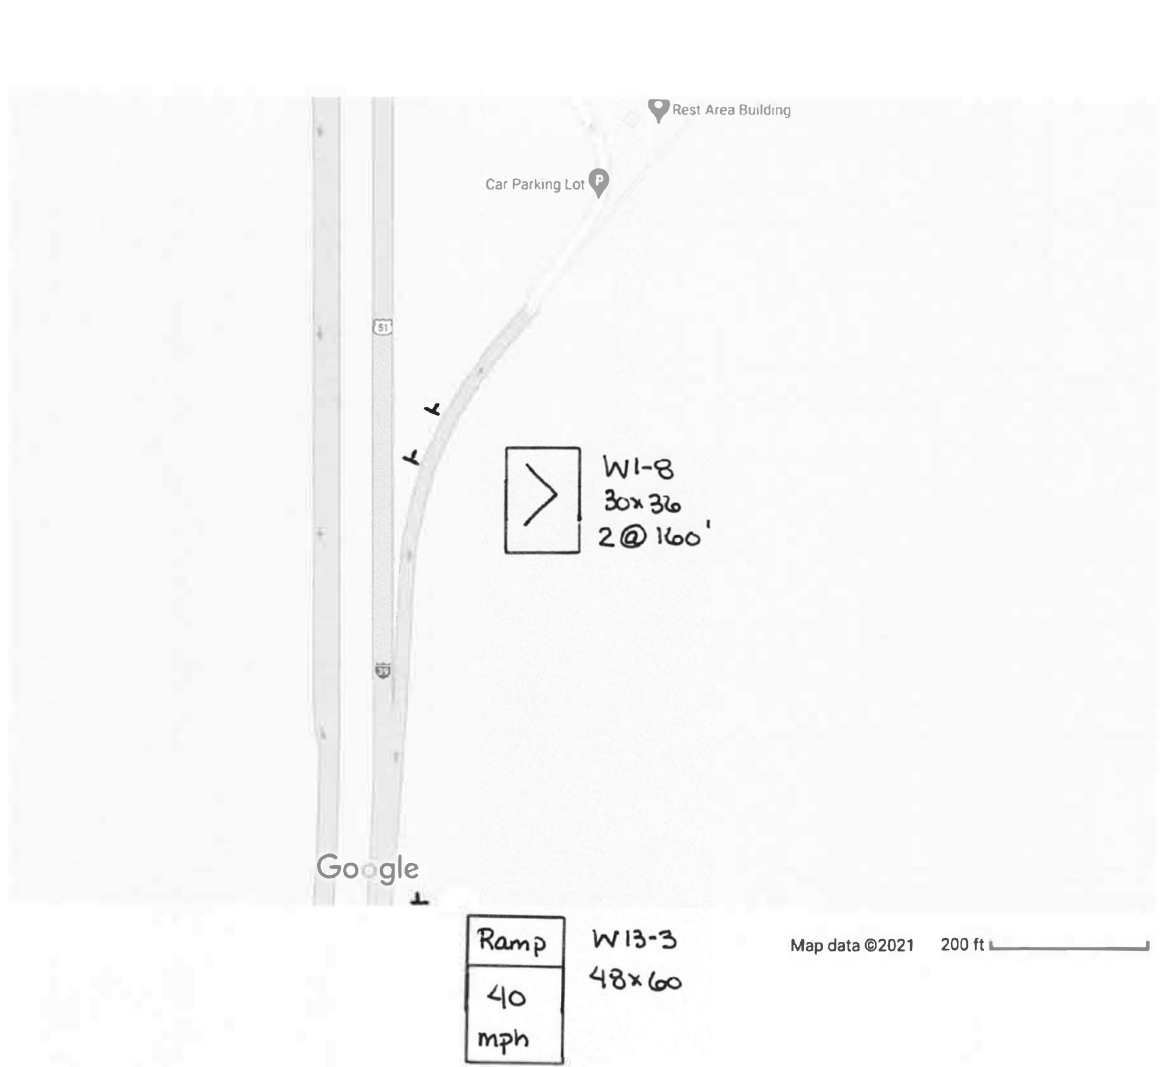 Rest Area Building
P
Car Parking Lot
51
W1-8
30x36
2 @ 160'
39
Google
Ramp
40
mph
W13-3
48x60
Map data ©2021
200 ft